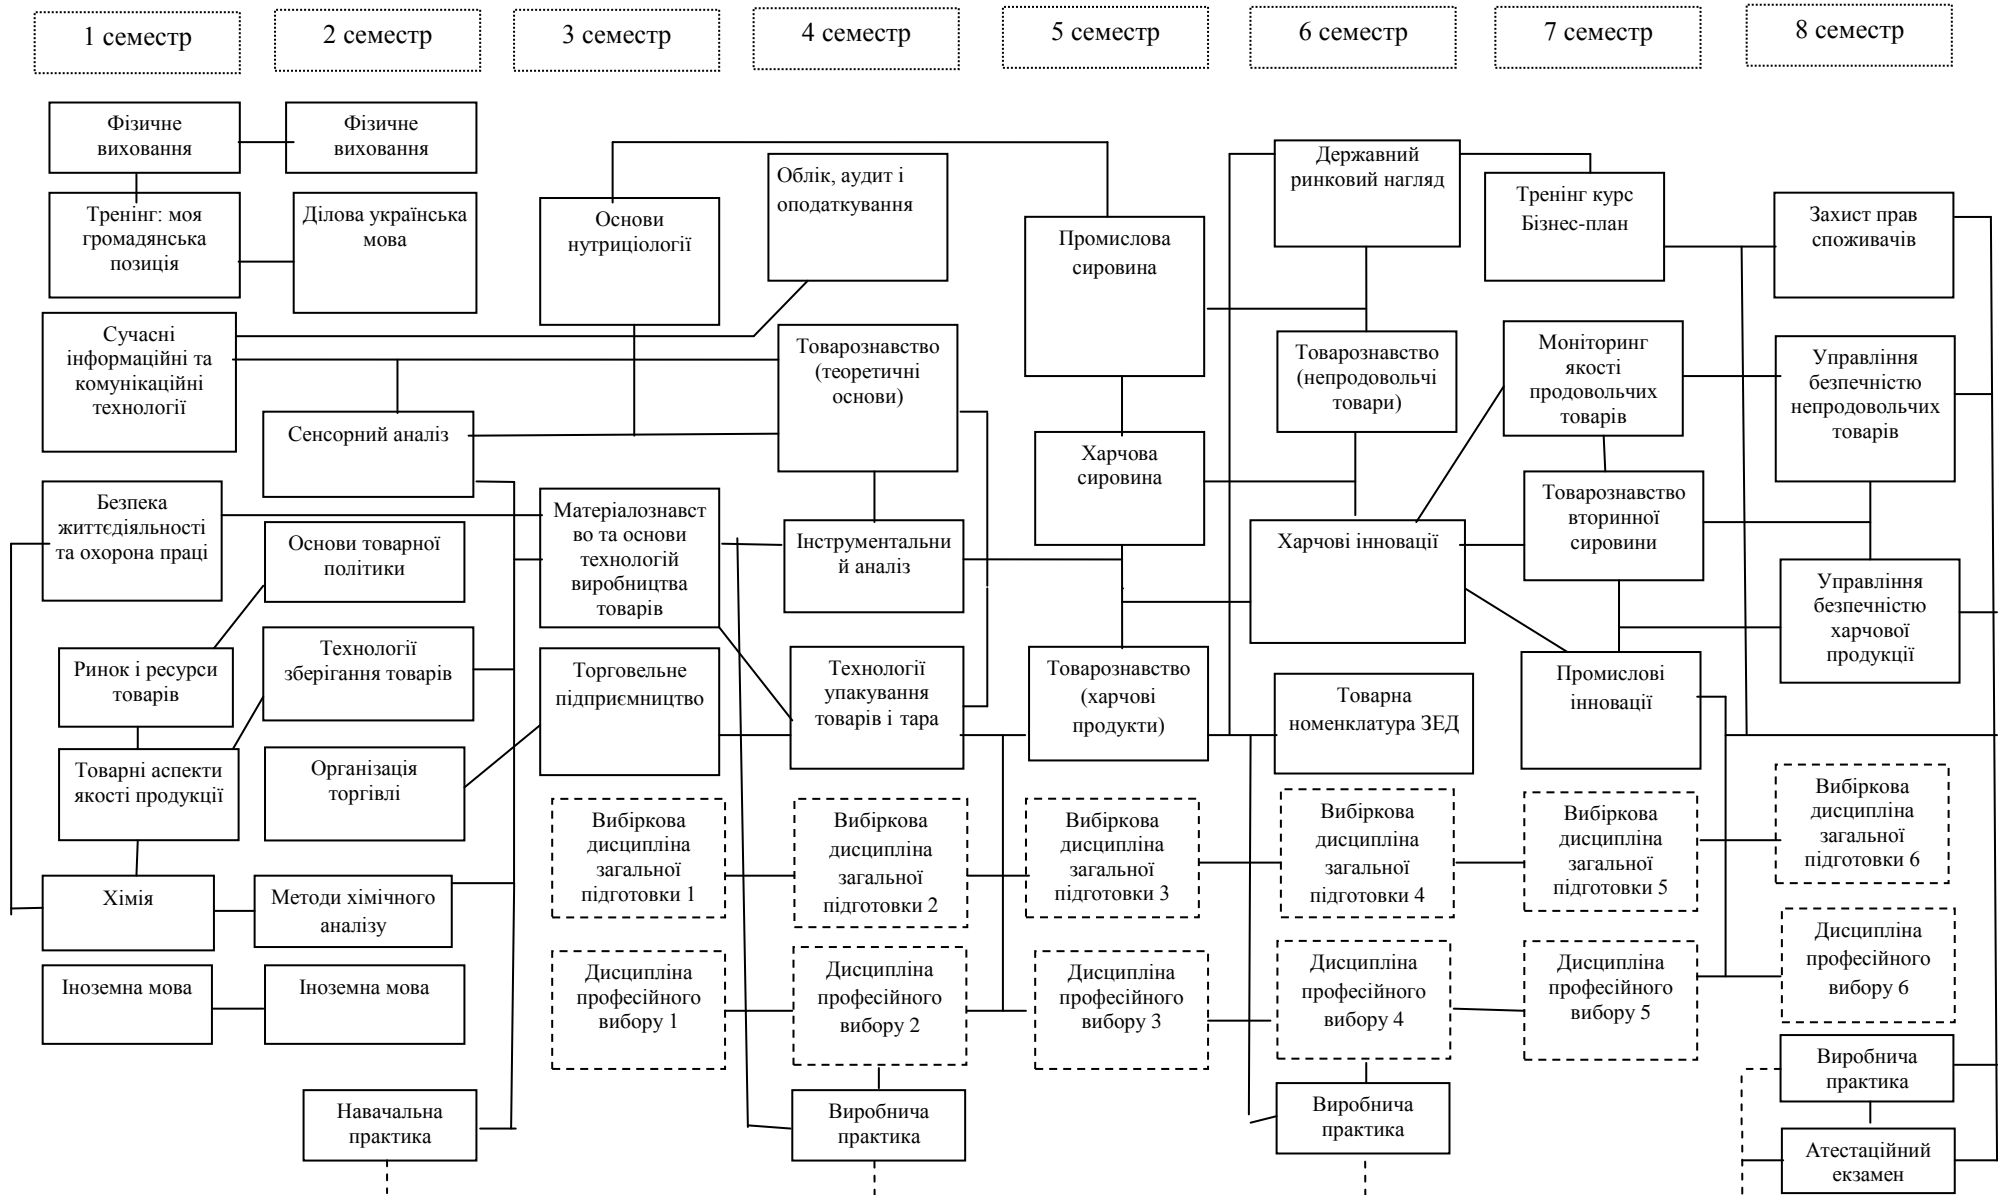 1 семестр
2 семестр
3 семестр
4 семестр
5 семестр
6 семестр
7 семестр
8 семестр
Фізичне
виховання
Тренінг: моя
громадянська
позиція
Сучасні
інформаційні та
комунікаційні
технології
Безпека
життєдіяльності
та охорона праці
Ринок і ресурси
товарів
Товарні аспекти
якості продукції
Хімія
Іноземна мова
Фізичне
виховання
Ділова українська
мова
Сенсорний аналіз
Основи товарної
політики
Технології
зберігання товарів
Організація
торгівлі
Методи хімічного
аналізу
Іноземна мова
Навачальна
практика
Основи
нутриціології
Матеріалознавст
во та основи
технологій
виробництва
товарів
Торговельне
підприємництво
Вибіркова
дисципліна
загальної
підготовки 1
Дисципліна
професійного
вибору 1
Облік, аудит і
оподаткування
Товарознавство
(теоретичні
основи)
Інструментальни
й аналіз
Технології
упакування
товарів і тара
Вибіркова
дисципліна
загальної
підготовки 2
Дисципліна
професійного
вибору 2
Виробнича
практика
Промислова
сировина
Харчова
сировина
Товарознавство
(харчові
продукти)
Вибіркова
дисципліна
загальної
підготовки 3
Дисципліна
професійного
вибору 3
Державний
ринковий нагляд
Товарознавство
(непродовольчі
товари)
Харчові інновації
Товарна
номенклатура ЗЕД
Вибіркова
дисципліна
загальної
підготовки 4
Дисципліна
професійного
вибору 4
Виробнича
практика
Тренінг курс
Бізнес-план
Моніторинг
якості
продовольчих
товарів
Товарознавство
вторинної
сировини
Промислові
інновації
Вибіркова
дисципліна
загальної
підготовки 5
Дисципліна
професійного
вибору 5
Захист прав
споживачів
Управління
безпечністю
непродовольчих
товарів
Управління
безпечністю
харчової
продукції
Вибіркова
дисципліна
загальної
підготовки 6
Дисципліна
професійного
вибору 6
Виробнича
практика
Атестаційний
екзамен